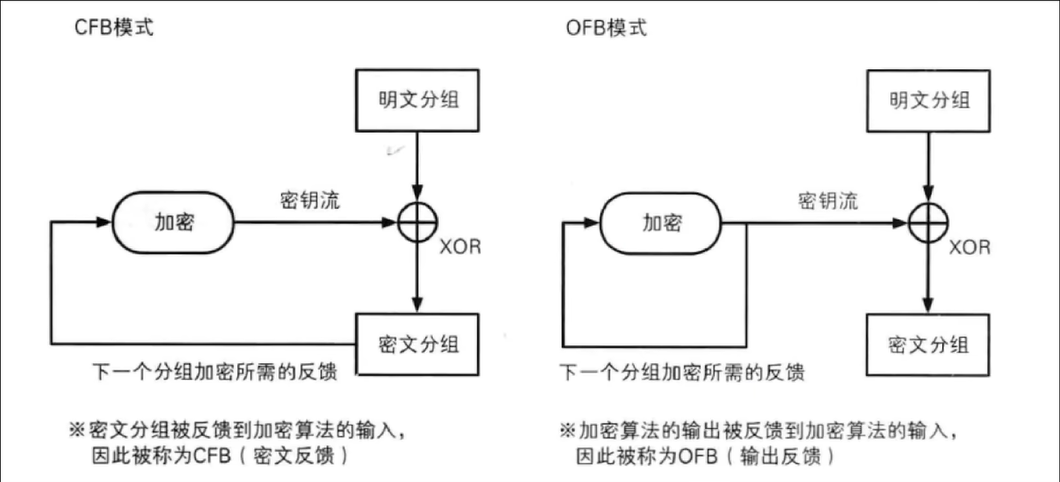 CFB模式
明文分组
加密
密钥流
XOR
密文分组
下一个分组加密所需的反馈
※密文分组被反馈到加密算法的输入，
因此被称为CFB（密文反馈）
OFB模式
明文分组
加密
密钥流
XOR
密文分组
下一个分组加密所需的反馈
※加密算法的输出被反馈到加密算法的输入，
因此被称为OFB（输出反馈）